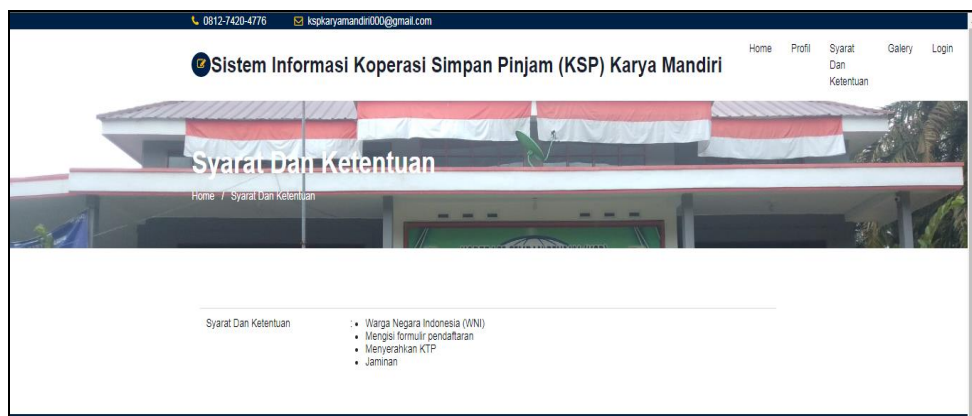 0812-7420-4776 kspkaryamandiri000@gmail.com
Sistem Informasi Koperasi Simpan Pinjam (KSP) Karya Mandiri
Home Profil Syarat Dan Ketentuan Galery Login
Syarat Dan Ketentuan
Home / Syarat Dan Ketentuan
Syarat Dan Ketentuan : • Warga Negara Indonesia (WNI)
• Mengisi formulir pendaftaran
• Menyerahkan KTP
• Jaminan